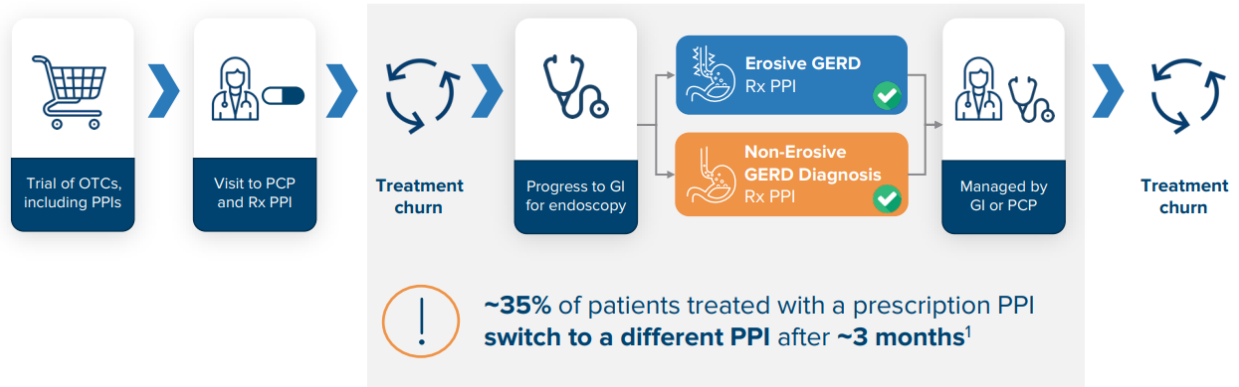 Trial of OTCs,
including PPIs
Visit to PCP
and Rx PPI
Treatment
churn
Progress to GI
for endoscopy
Erosive GERD
Rx PPI
Non-Erosive
GERD Diagnosis
Rx PPI
Managed by
GI or PCP
Treatment
churn
~35% of patients treated with a prescription PPI
switch to a different PPI after ~3 months¹